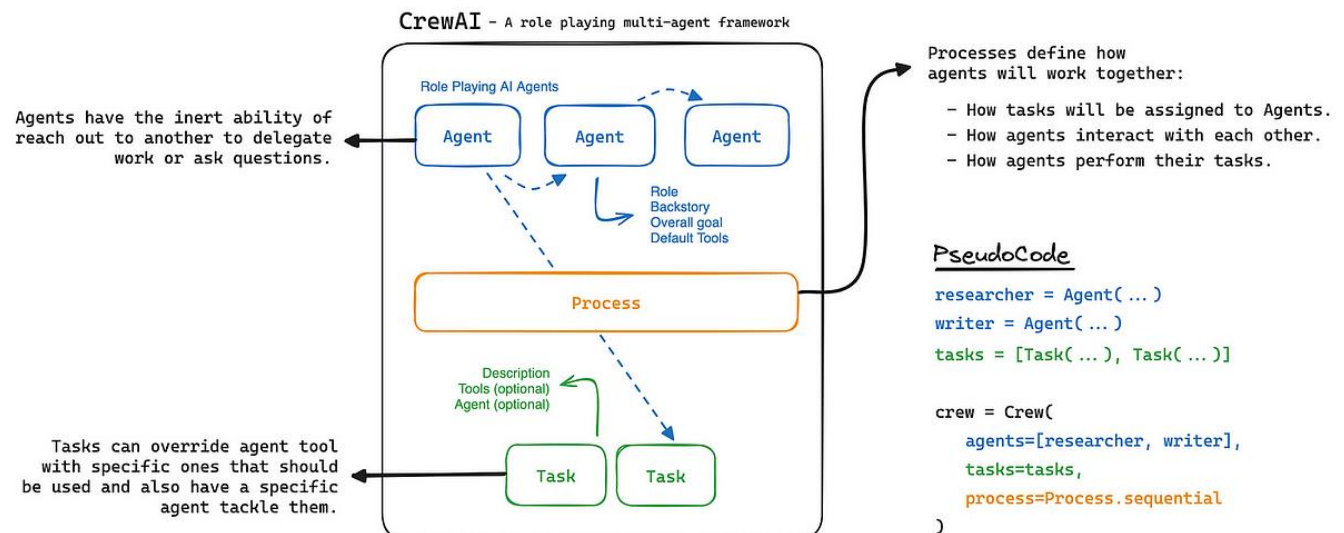 CrewAI - A role playing multi-agent framework
Agents have the inert ability of
reach out to another to delegate
work or ask questions.
Role Playing AI Agents
Agent
Agent
Agent
Role
Backstory
Overall goal
Default Tools
Process
Description
Tools (optional)
Agent (optional)
Task
Task
Tasks can override agent tool
with specific ones that should
be used and also have a specific
agent tackle them.
Processes define how
agents will work together:
- How tasks will be assigned to Agents.
- How agents interact with each other.
- How agents perform their tasks.
PseudoCode
researcher = Agent(...)
writer = Agent(...)
tasks = [Task(...), Task(...)]
crew = Crew(
agents=[researcher, writer],
tasks=tasks,
process=Process.sequential
)